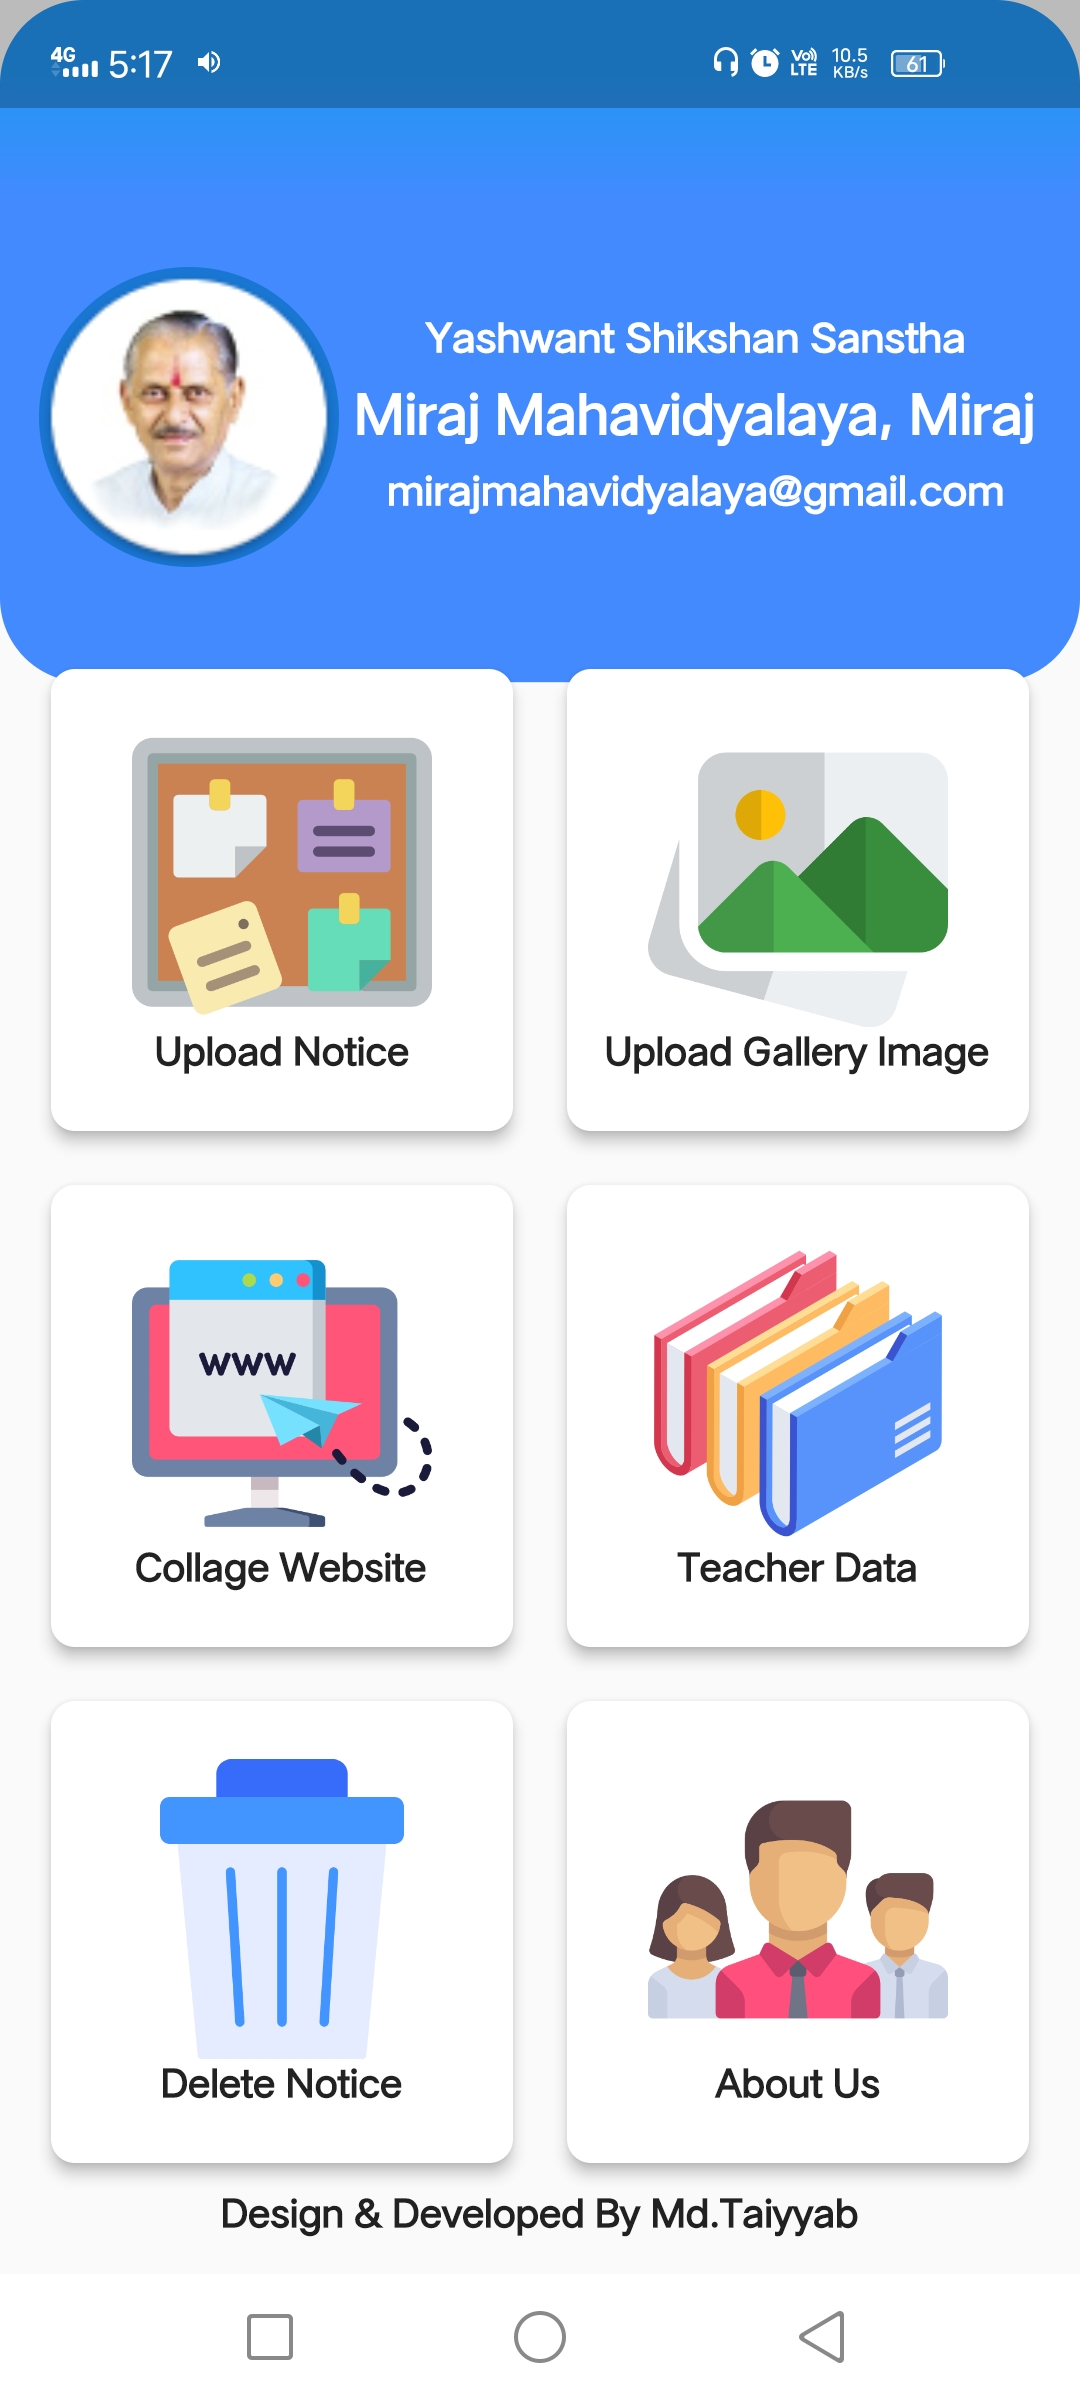 4G 5:17 Vo) LTE 10.5 KB/s 61
Yashwant Shikshan Sanstha
Miraj Mahavidyalaya, Miraj
mirajmahavidyalaya@gmail.com
Upload Notice
Upload Gallery Image
www
Collage Website
Teacher Data
Delete Notice
About Us
Design & Developed By Md.Taiyyab